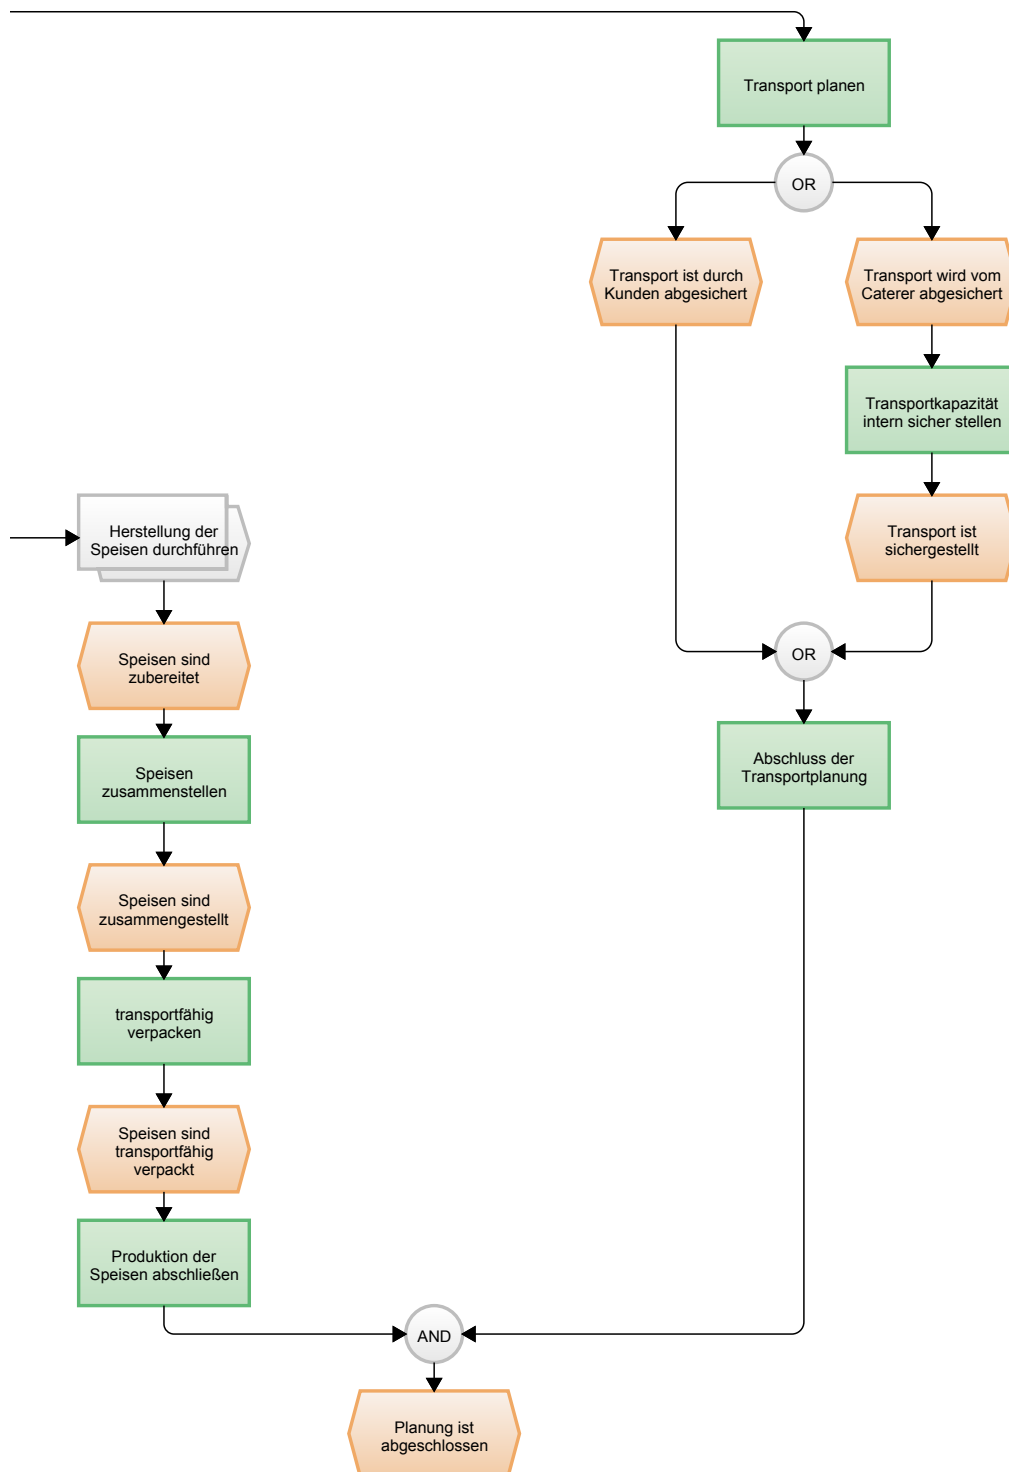 Transport planen
OR
Transport ist durch
Kunden abgesichert
Transport wird vom
Caterer abgesichert
Transportkapazität
intern sicher stellen
Herstellung der
Speisen durchführen
Transport ist
sichergestellt
Speisen sind
zubereitet
OR
Speisen
zusammenstellen
Abschluss der
Transportplanung
Speisen sind
zusammengestellt
transportfähig
verpacken
Speisen sind
transportfähig
verpackt
Produktion der
Speisen abschließen
AND
Planung ist
abgeschlossen